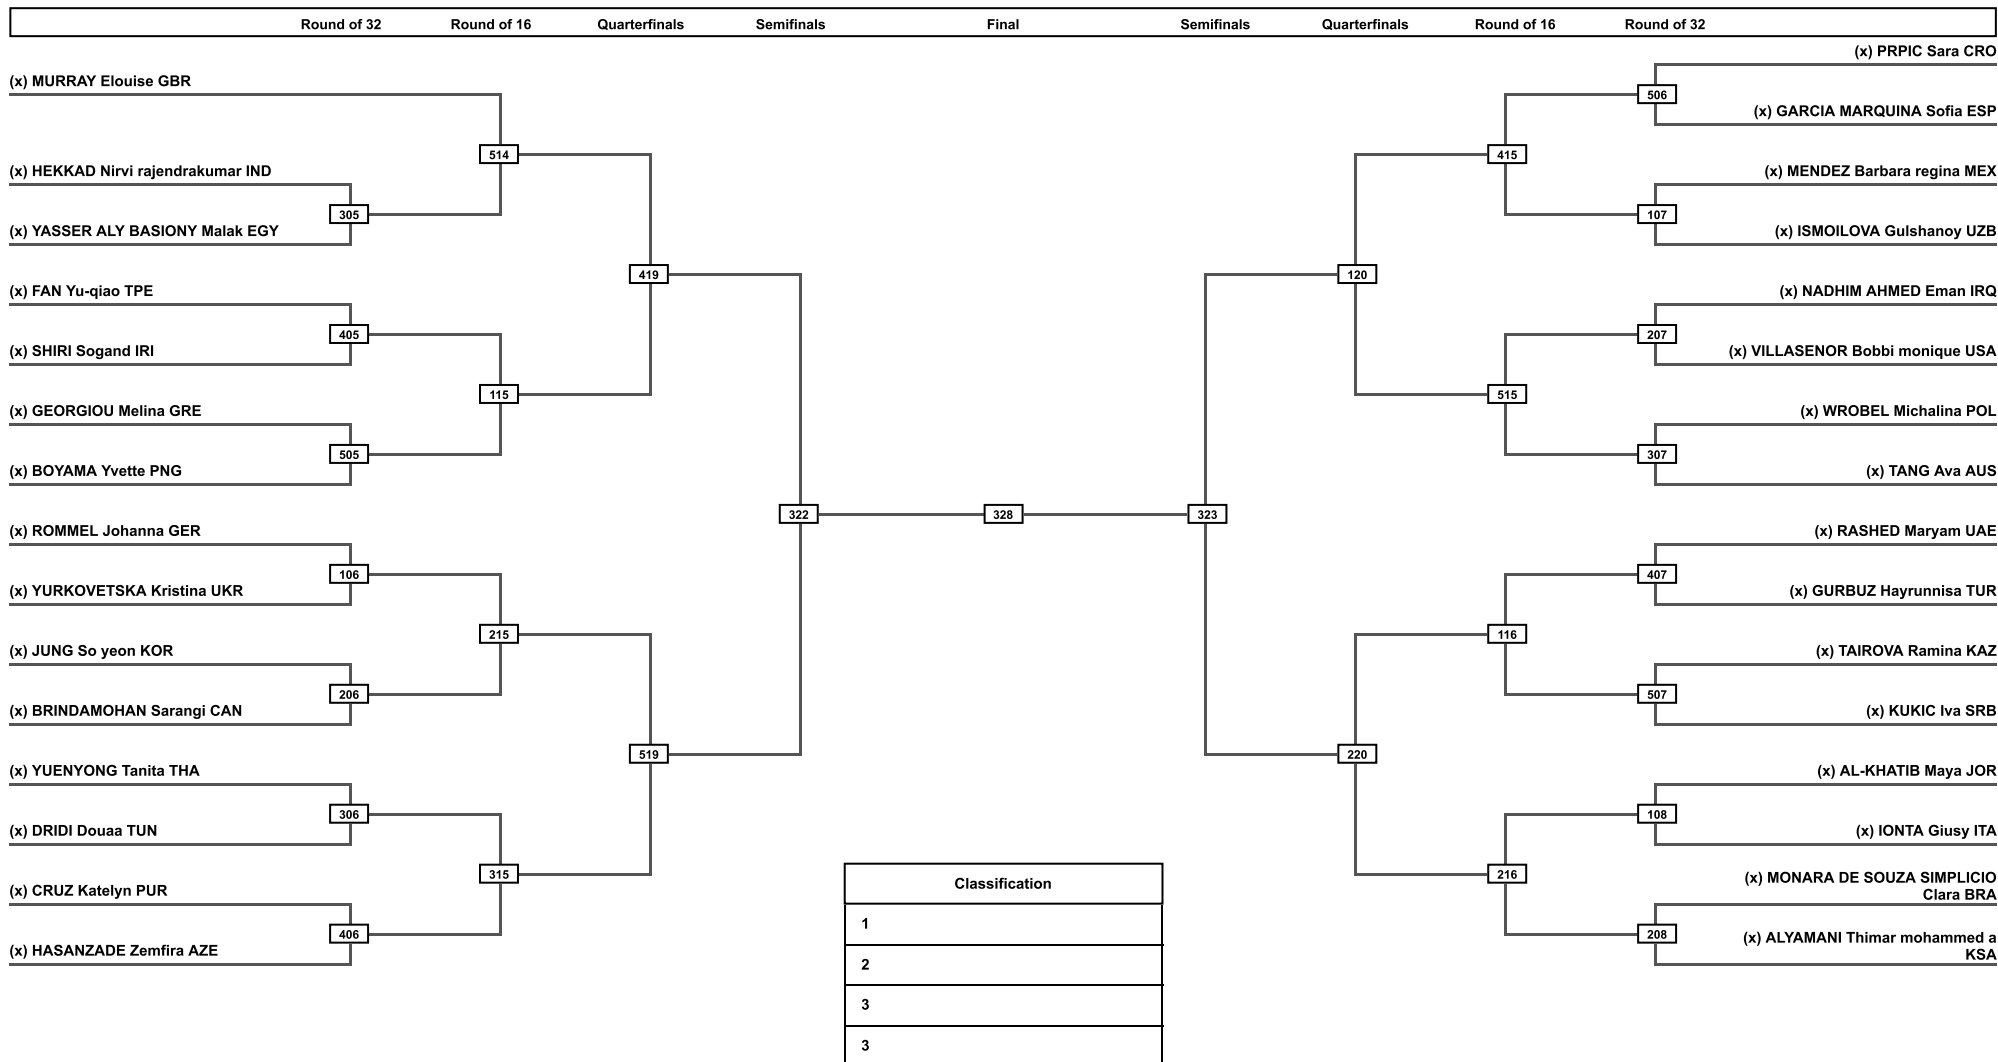 Round of 32 Round of 16 Quarterfinals Semifinals Final Semifinals Quarterfinals Round of 16 Round of 32
(x) MURRAY Elouise GBR
(x) HEKKAD Nirvi rajendrakumar IND
(x) YASSER ALY BASIONY Malak EGY
(x) FAN Yu-qiao TPE
(x) SHIRI Sogand IRI
(x) GEORGIOU Melina GRE
(x) BOYAMA Yvette PNG
(x) ROMMEL Johanna GER
(x) YURKOVETSKA Kristina UKR
(x) JUNG So yeon KOR
(x) BRINDAMOHAN Sarangi CAN
(x) YUENYONG Tanita THA
(x) DRIDI Douaa TUN
(x) CRUZ Katelyn PUR
(x) HASANZADE Zemfira AZE
305
405
505
106
206
306
406
514
115
215
315
419
519
322
328
323
120
220
415
515
116
216
506
107
207
307
407
507
108
208
(x) PRPIC Sara CRO
(x) GARCIA MARQUINA Sofia ESP
(x) MENDEZ Barbara regina MEX
(x) ISMOILOVA Gulshanoy UZB
(x) NADHIM AHMED Eman IRQ
(x) VILLASENOR Bobbi monique USA
(x) WROBEL Michalina POL
(x) TANG Ava AUS
(x) RASHED Maryam UAE
(x) GURBUZ Hayrunnisa TUR
(x) TAIROVA Ramina KAZ
(x) KUKIC Iva SRB
(x) AL-KHATIB Maya JOR
(x) IONTA Giusy ITA
(x) MONARA DE SOUZA SIMPLICIO
Clara BRA
(x) ALYAMANI Thimar mohammed a
KSA
Classification
1
2
3
3